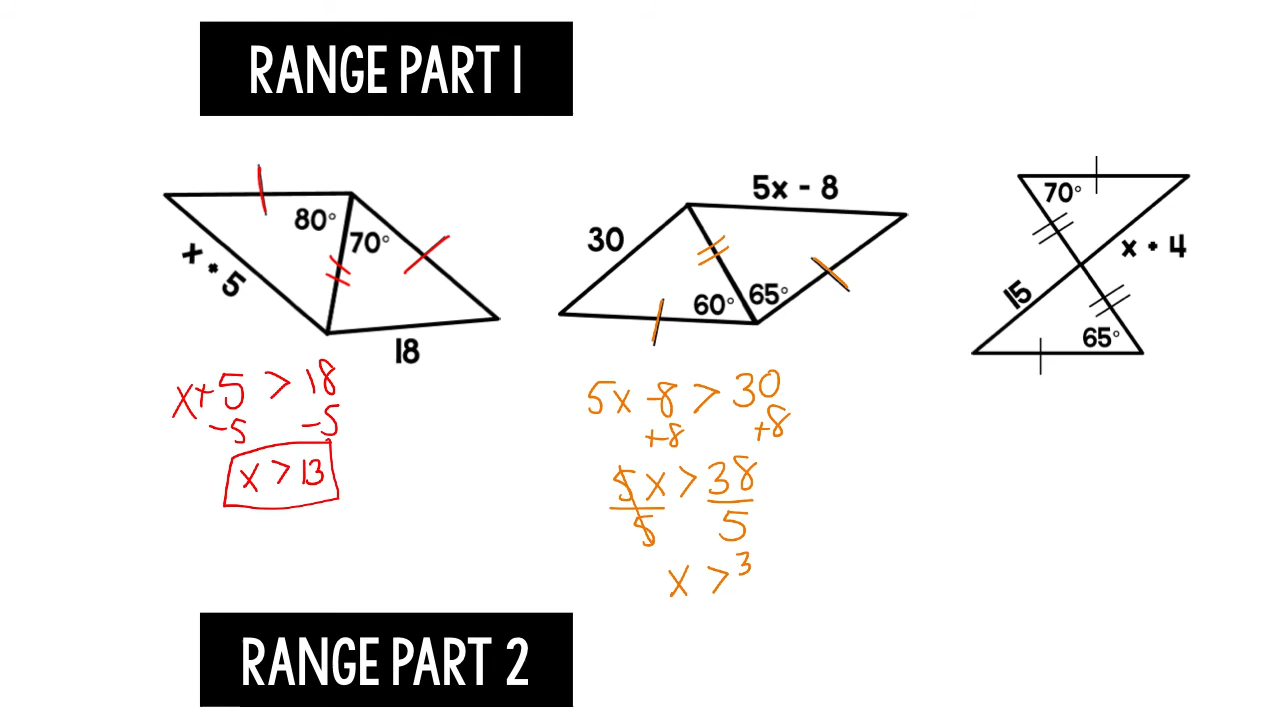 RANGE PART 1
80°
70°
x + 5
18
x+5 > 18
-5 -5
x > 13
5x - 8
30
60° 65°
5x -8 > 30
+8 +8
5x > 38
5 5
x > 3
70°
x + 4
15
65°
RANGE PART 2